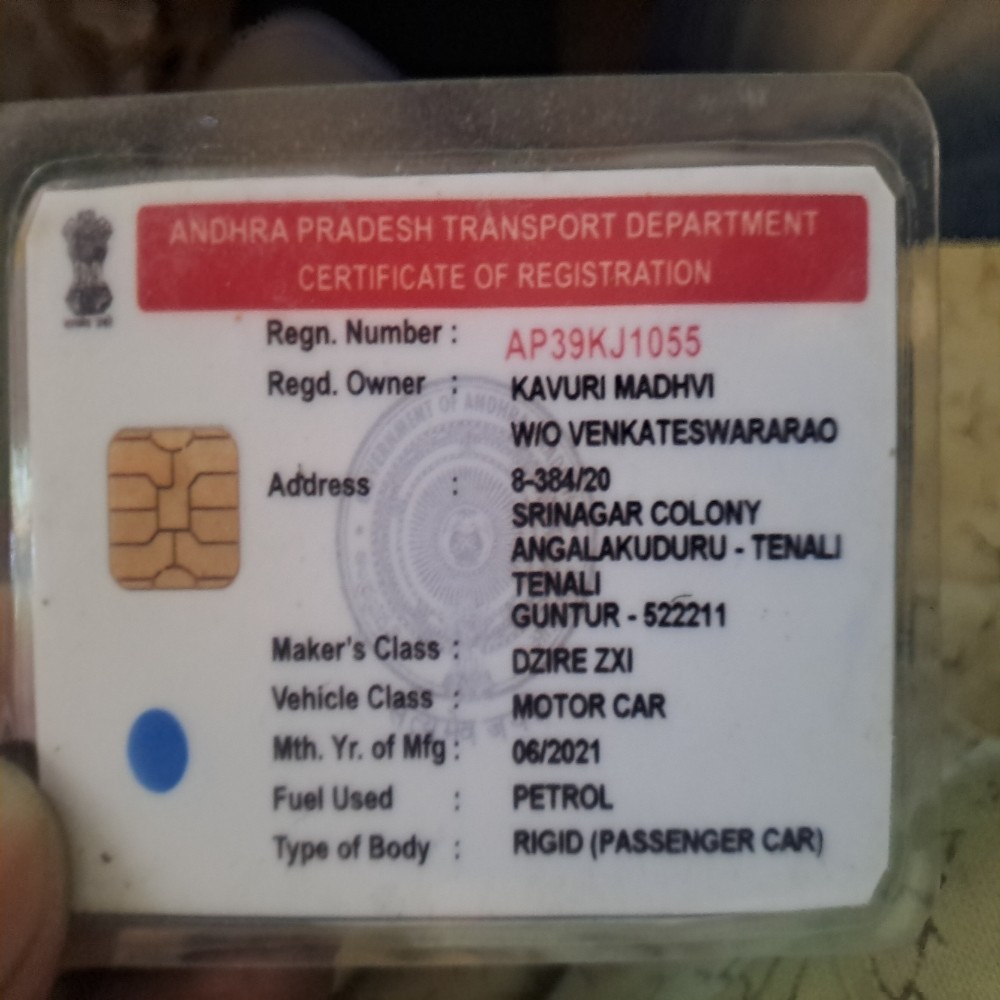 ANDHRA PRADESH TRANSPORT DEPARTMENT
CERTIFICATE OF REGISTRATION
Regn. Number : AP39KJ1055
Regd. Owner : KAVURI MADHVI
W/O VENKATESWARARAO
Address : 8-384/20
SRINAGAR COLONY
ANGALAKUDURU - TENALI
TENALI
GUNTUR - 522211
Maker's Class : DZIRE ZXI
Vehicle Class : MOTOR CAR
Mth. Yr. of Mfg : 06/2021
Fuel Used : PETROL
Type of Body : RIGID (PASSENGER CAR)